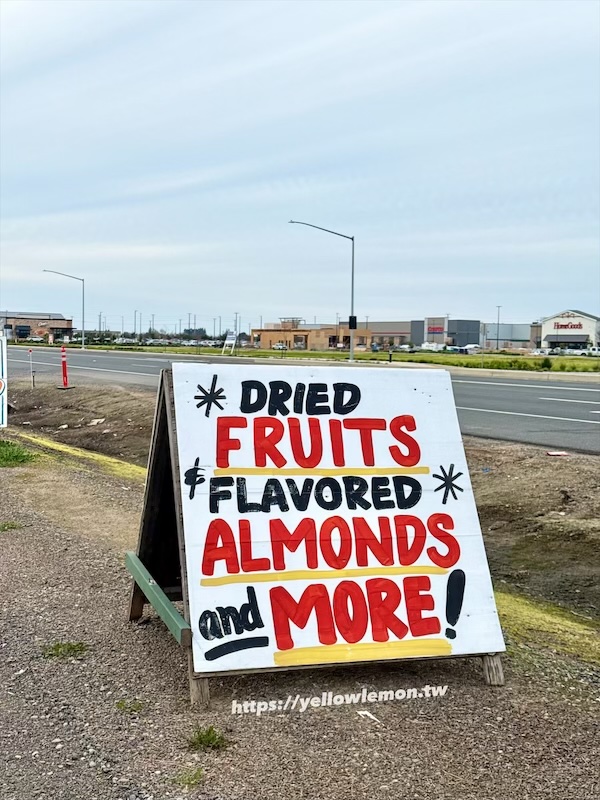 * DRIED
FRUITS
& FLAVORED *
ALMONDS
and MORE!
https://yellowlemon.tw
HomeGoods